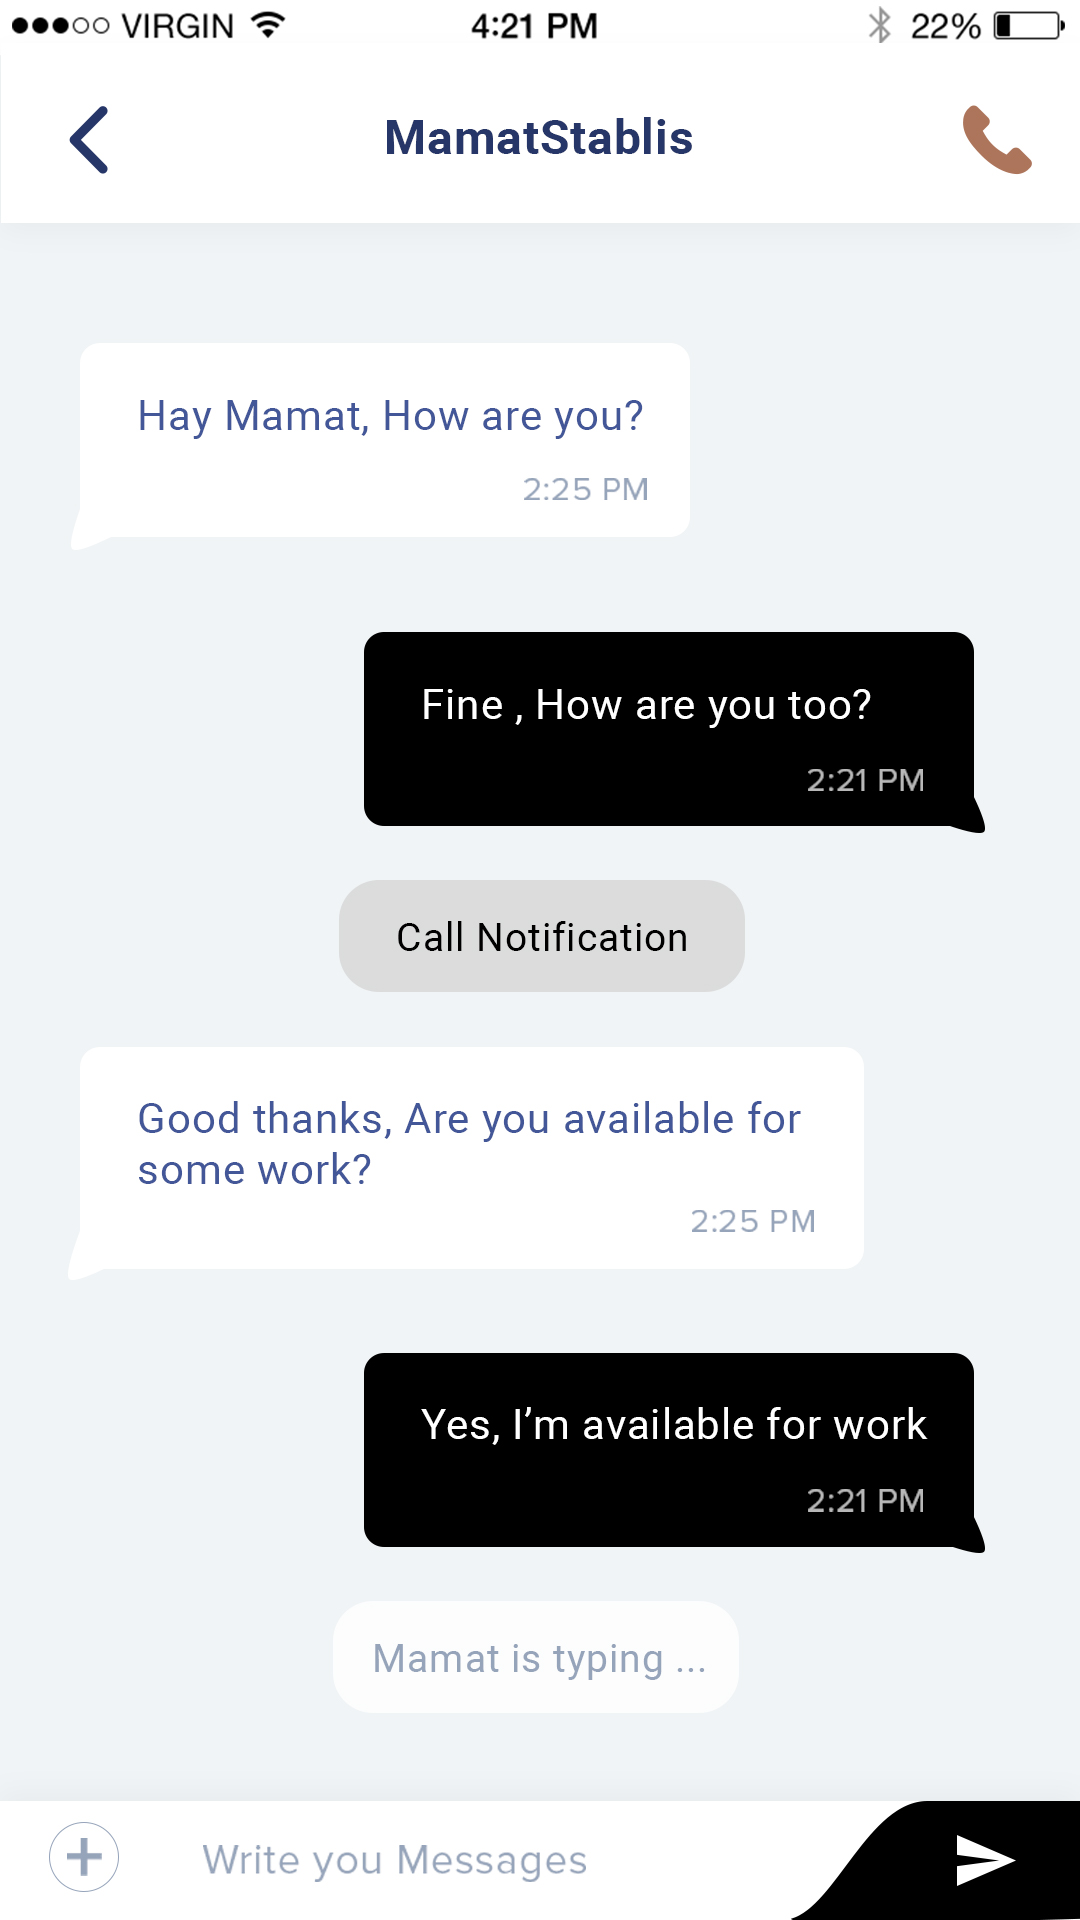 VIRGIN 4:21 PM 22%
MamatStablis
Hay Mamat, How are you?
2:25 PM
Fine , How are you too?
2:21 PM
Call Notification
Good thanks, Are you available for
some work?
2:25 PM
Yes, I’m available for work
2:21 PM
Mamat is typing ...
Write you Messages